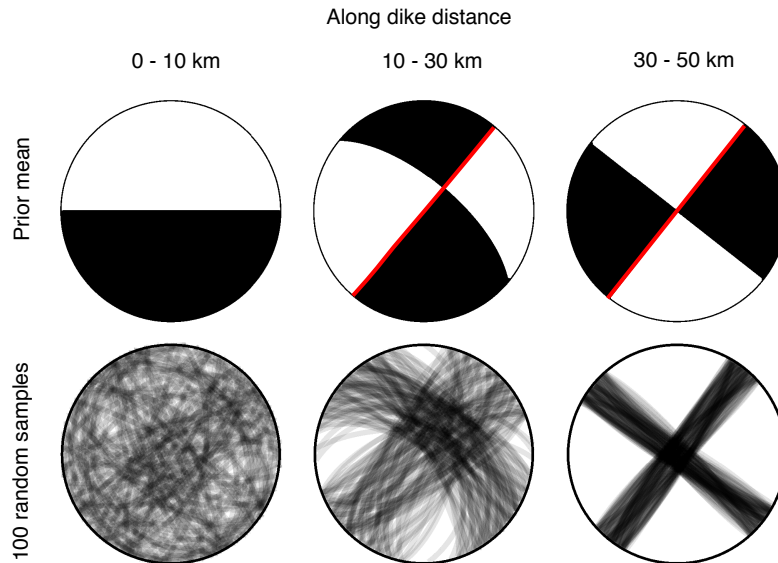 Along dike distance
0 - 10 km
10 - 30 km
30 - 50 km
Prior mean
100 random samples